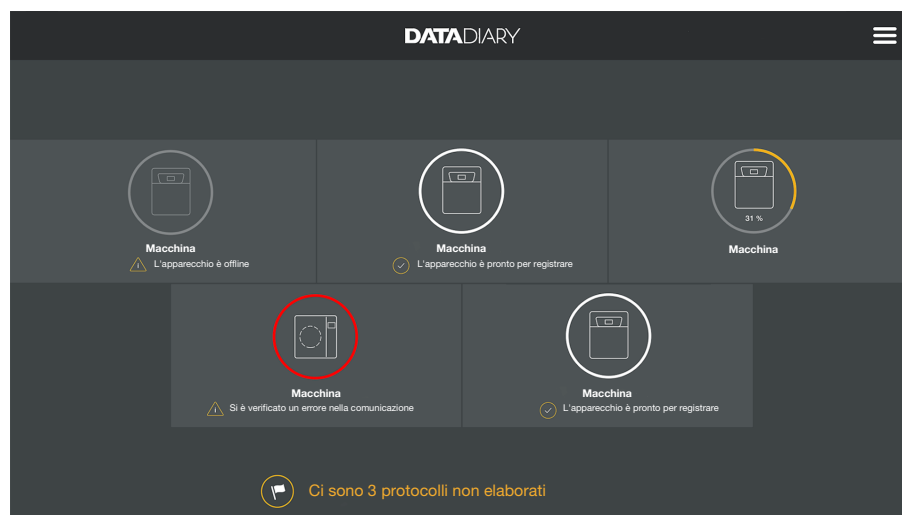 DATADIARY
31 %
Macchina
L'apparecchio è offline
Macchina
L'apparecchio è pronto per registrare
Macchina
Macchina
Si è verificato un errore nella comunicazione
Macchina
L'apparecchio è pronto per registrare
Ci sono 3 protocolli non elaborati